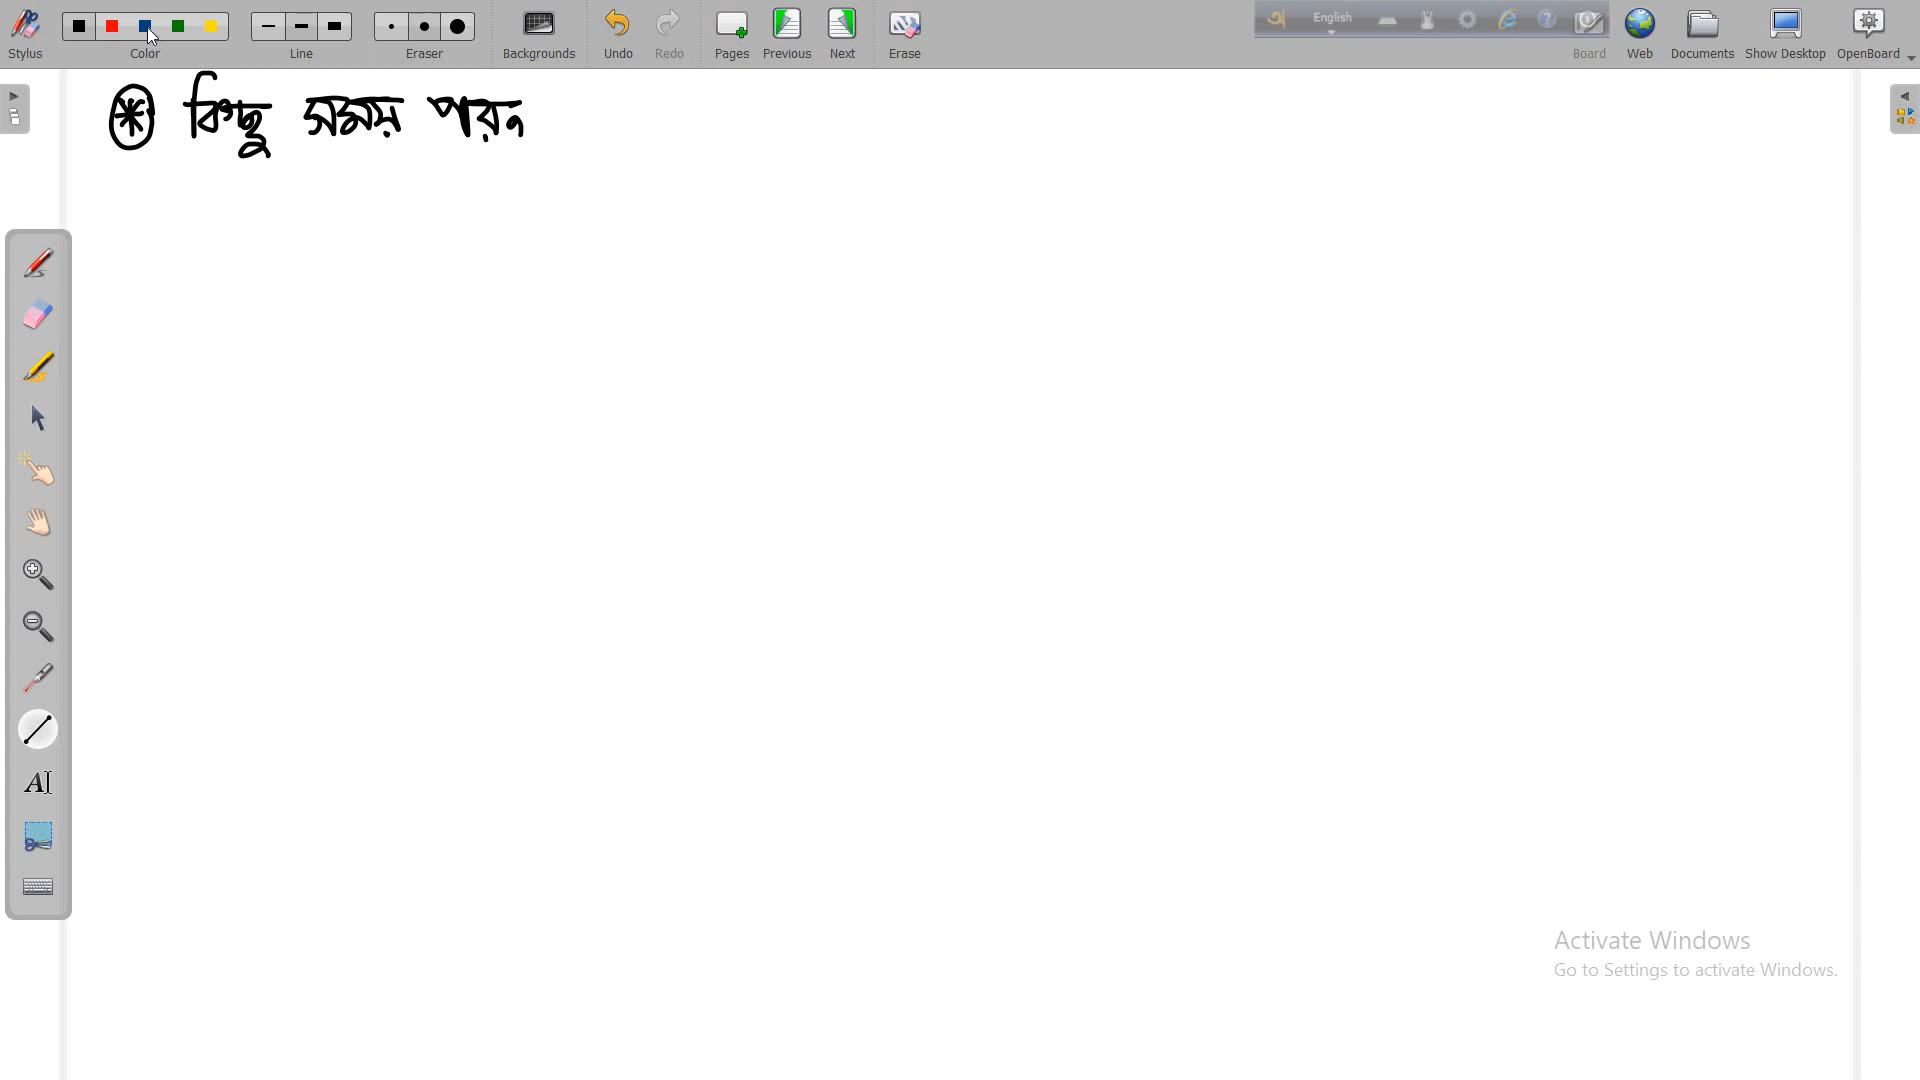 Stylus Color Line Eraser Backgrounds Undo Redo Pages Previous Next Erase English Board Web Documents Show Desktop OpenBoard
কিছু সময়
Activate Windows
Go to Settings to activate Windows.